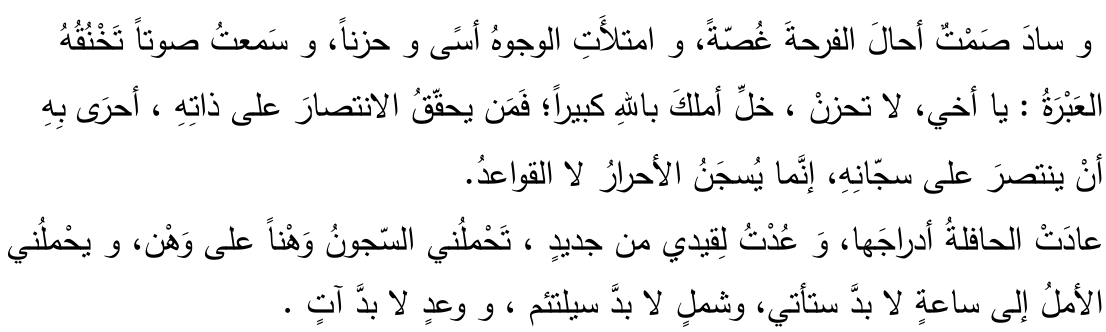 و سادَ صَمْتٌ أحالَ الفرحةَ غُصّةً، و امتلأَتِ الوجوهُ أسًى و حزناً، و سَمعتُ صوتاً تَخْنُقُهُ
العَبْرَةُ : يا أخي، لا تحزنْ ، خلِّ أملكَ باللهِ كبيراً؛ فَمَن يحقّقُ الانتصارَ على ذاتِهِ ، أحرَى بِهِ
أنْ ينتصرَ على سجّانِهِ، إنَّما يُسجَنُ الأحرارُ لا القواعدُ.
عادَتْ الحافلةُ أدراجَها، وَ عُدْتُ لِقيدي من جديدٍ ، تَحْملُني السّجونُ وَهْناً على وَهْن، و يحْملُني
الأملُ إلى ساعةٍ لا بدَّ ستأتي، وشملٍ لا بدَّ سيلتئم ، و وعدٍ لا بدَّ آتٍ .